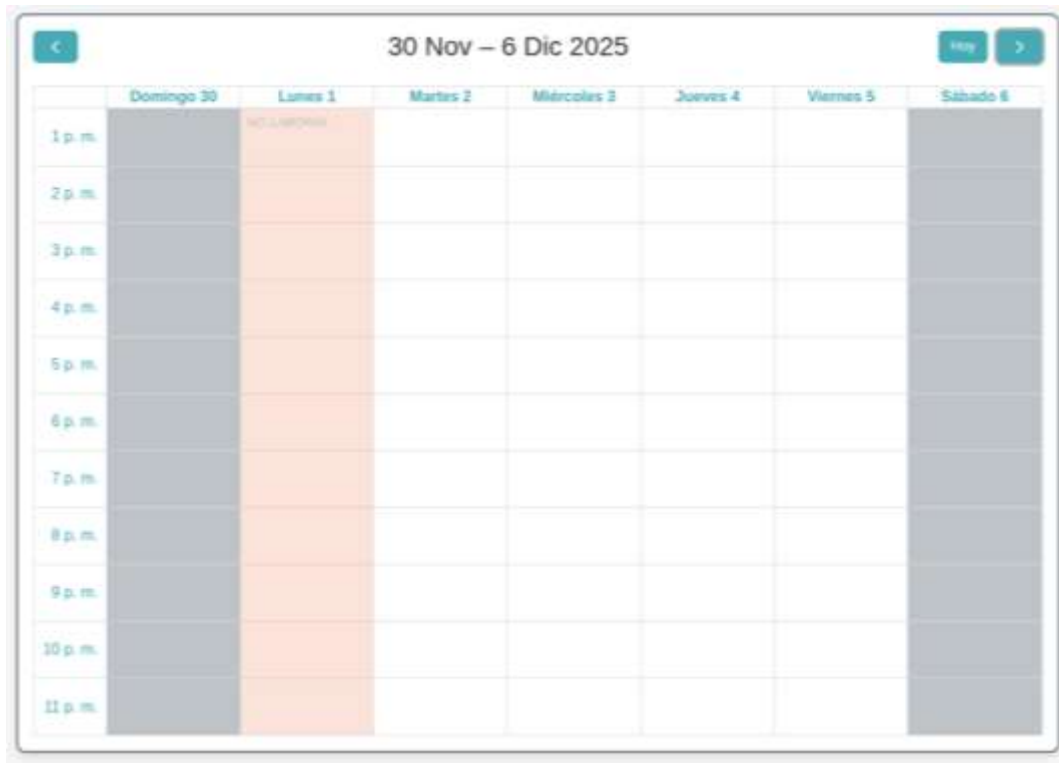 30 Nov – 6 Dic 2025
Hoy
Domingo 30 Lunes 1 Martes 2 Miércoles 3 Jueves 4 Viernes 5 Sábado 6
1 p. m.
2 p. m.
3 p. m.
4 p. m.
5 p. m.
6 p. m.
7 p. m.
8 p. m.
9 p. m.
10 p. m.
11 p. m.